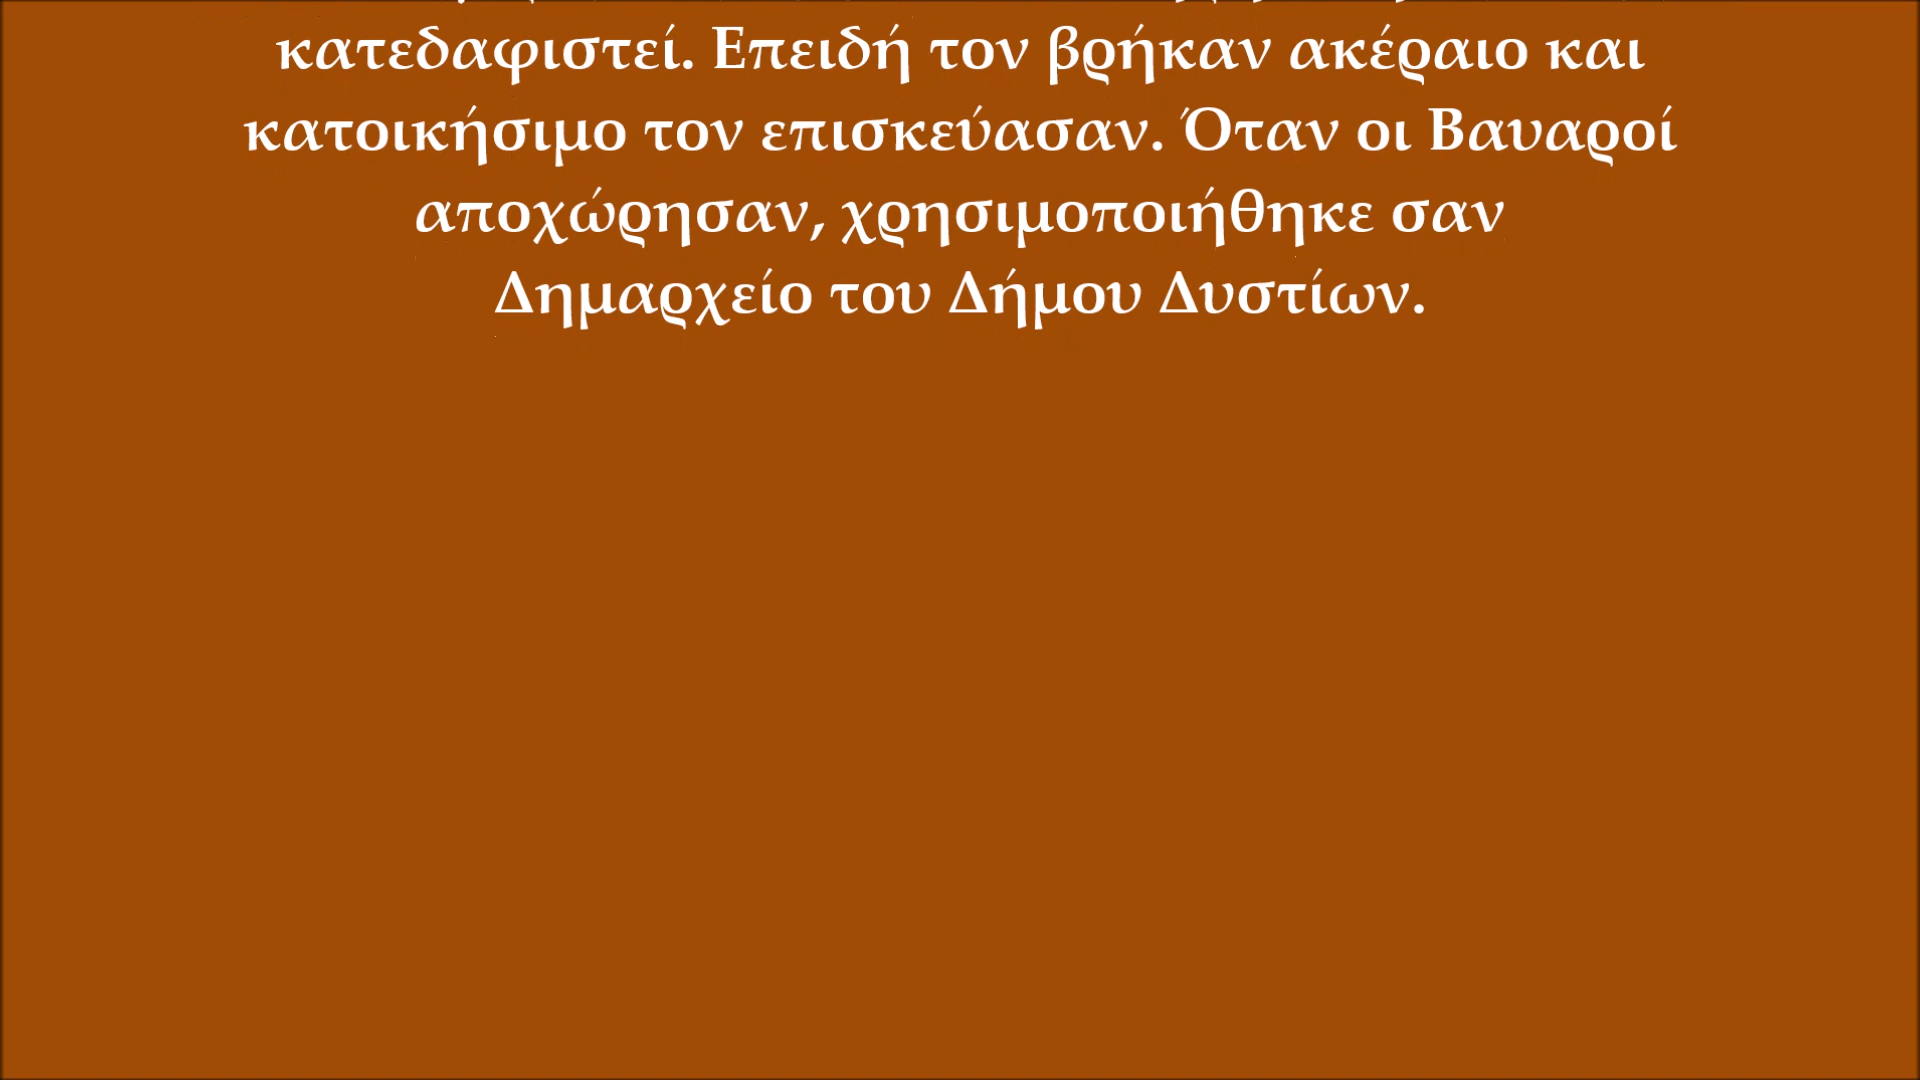 κατεδαφιστεί. Επειδή τον βρήκαν ακέραιο και
κατοικήσιμο τον επισκεύασαν. Όταν οι Βαυαροί
αποχώρησαν, χρησιμοποιήθηκε σαν
Δημαρχείο του Δήμου Δυστίων.